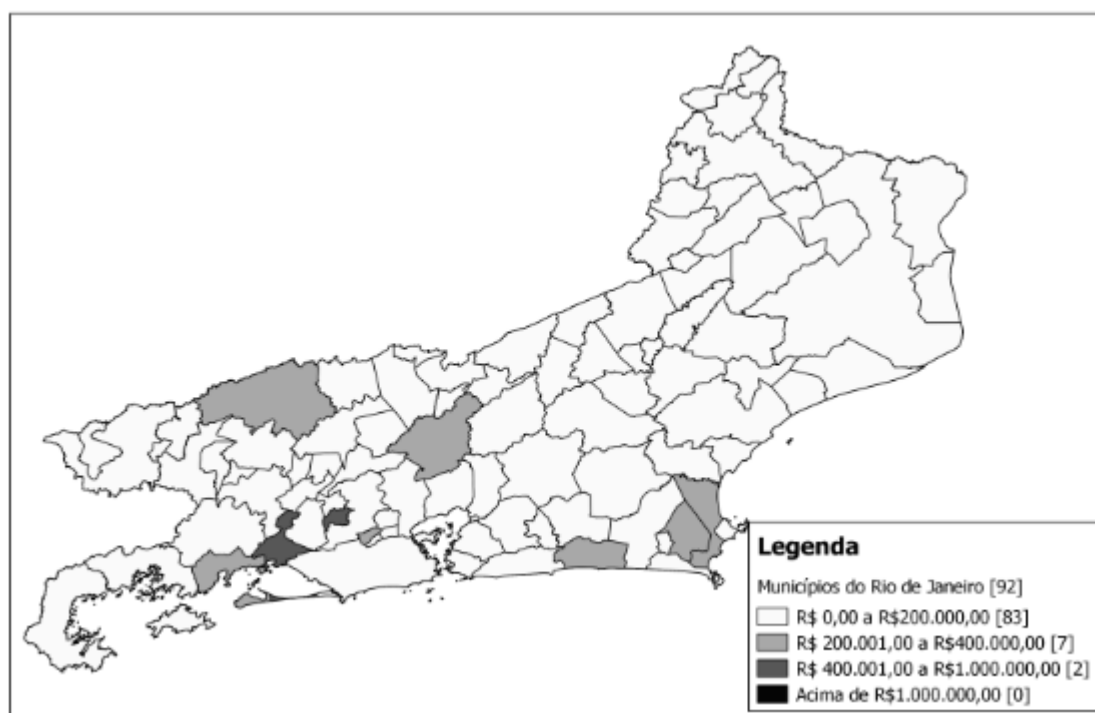 Legenda
Municípios do Rio de Janeiro [92]
R$ 0,00 a R$200.000,00 [83]
R$ 200.001,00 a R$400.000,00 [7]
R$ 400.001,00 a R$1.000.000,00 [2]
Acima de R$1.000.000,00 [0]